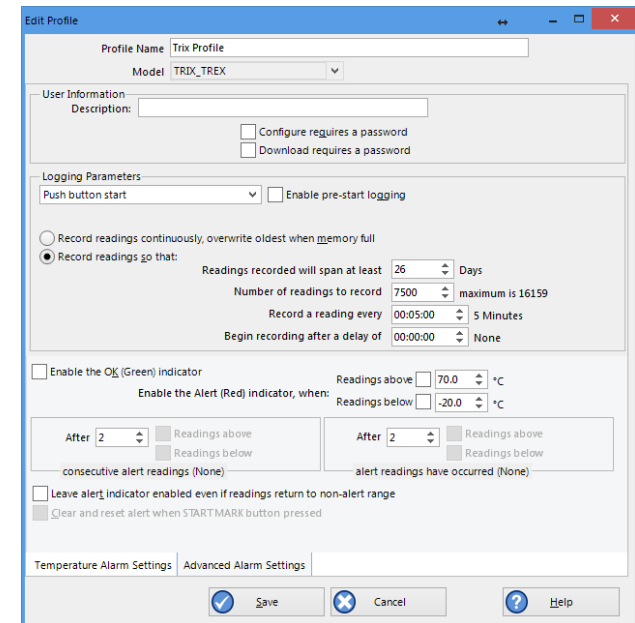 Edit Profile
Profile Name Trix Profile
Model TRIX_TREX
User Information
Description:
Configure requires a password
Download requires a password
Logging Parameters
Push button start Enable pre-start logging
Record readings continuously, overwrite oldest when memory full
Record readings so that:
Readings recorded will span at least 26 Days
Number of readings to record 7500 maximum is 16159
Record a reading every 00:05:00 5 Minutes
Begin recording after a delay of 00:00:00 None
Enable the OK (Green) indicator
Enable the Alert (Red) indicator, when:
Readings above 70.0 °C
Readings below -20.0 °C
After 2 Readings above
Readings below
consecutive alert readings (None)
After 2 Readings above
Readings below
alert readings have occurred (None)
Leave alert indicator enabled even if readings return to non-alert range
Clear and reset alert when START MARK button pressed
Temperature Alarm Settings Advanced Alarm Settings
Save Cancel Help